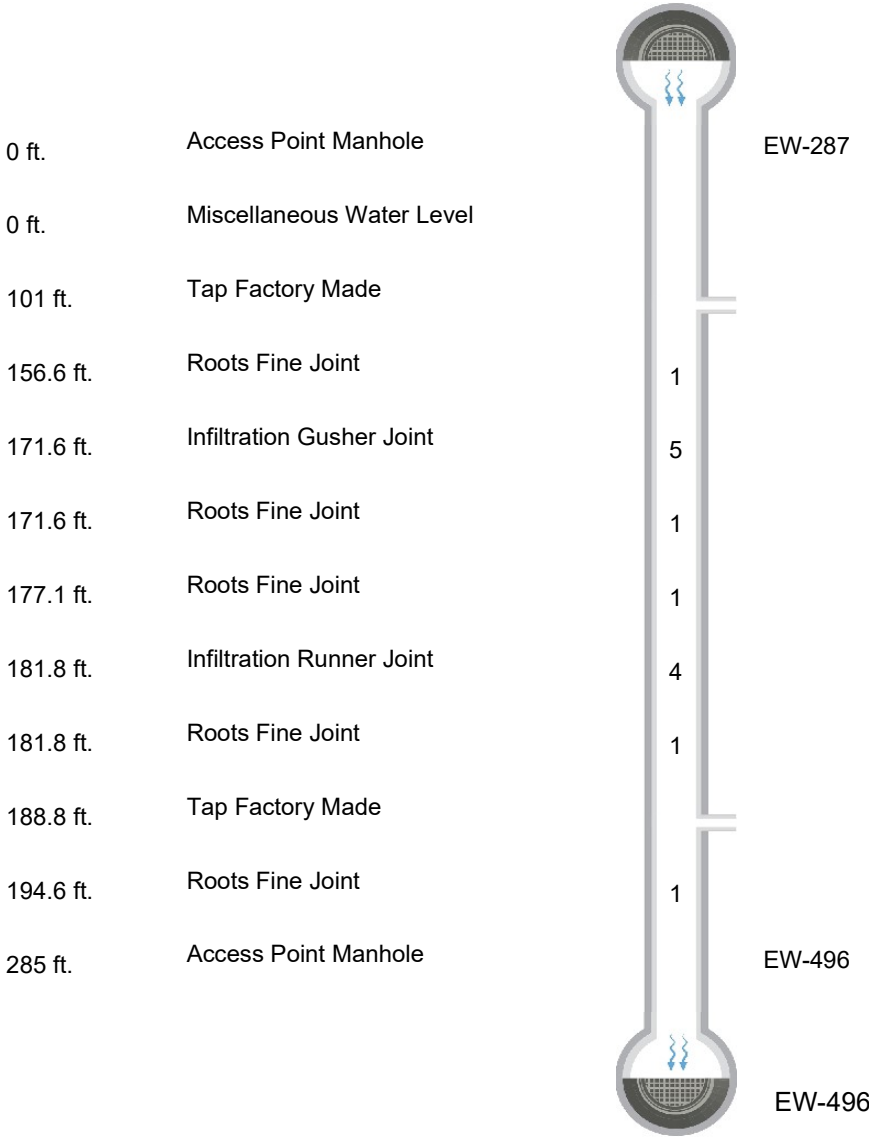 0 ft. Access Point Manhole EW-287
0 ft. Miscellaneous Water Level
101 ft. Tap Factory Made
156.6 ft. Roots Fine Joint 1
171.6 ft. Infiltration Gusher Joint 5
171.6 ft. Roots Fine Joint 1
177.1 ft. Roots Fine Joint 1
181.8 ft. Infiltration Runner Joint 4
181.8 ft. Roots Fine Joint 1
188.8 ft. Tap Factory Made
194.6 ft. Roots Fine Joint 1
285 ft. Access Point Manhole EW-496
EW-496